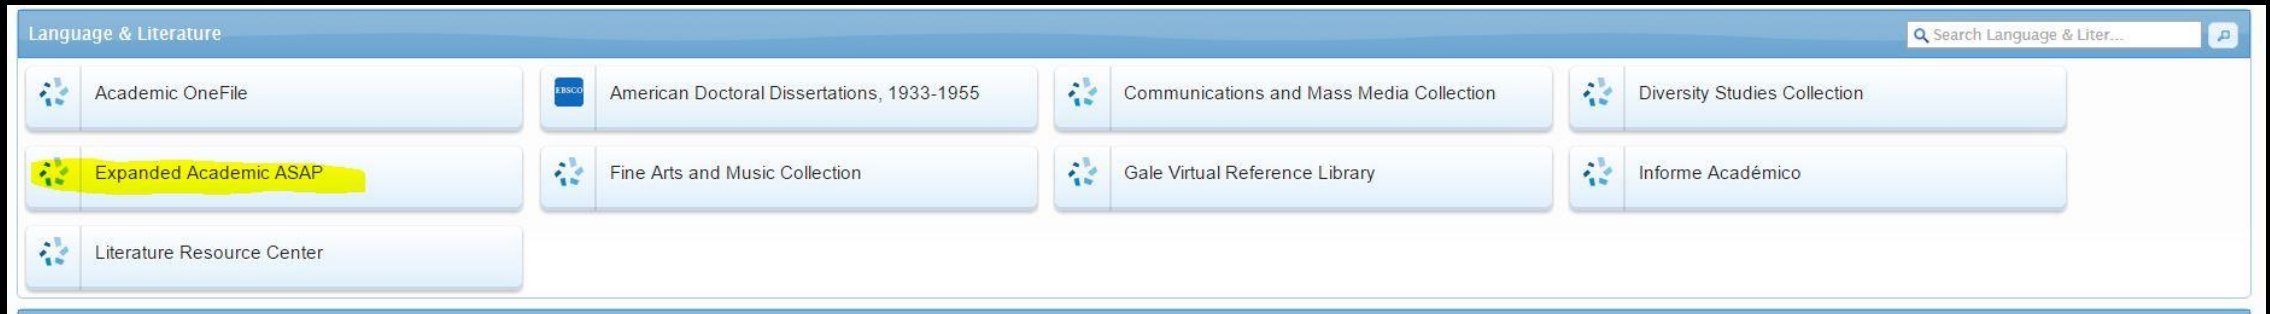 Language & Literature
Search Language & Liter...
Academic OneFile
EBSCO
American Doctoral Dissertations, 1933-1955
Communications and Mass Media Collection
Diversity Studies Collection
Expanded Academic ASAP
Fine Arts and Music Collection
Gale Virtual Reference Library
Informe Académico
Literature Resource Center